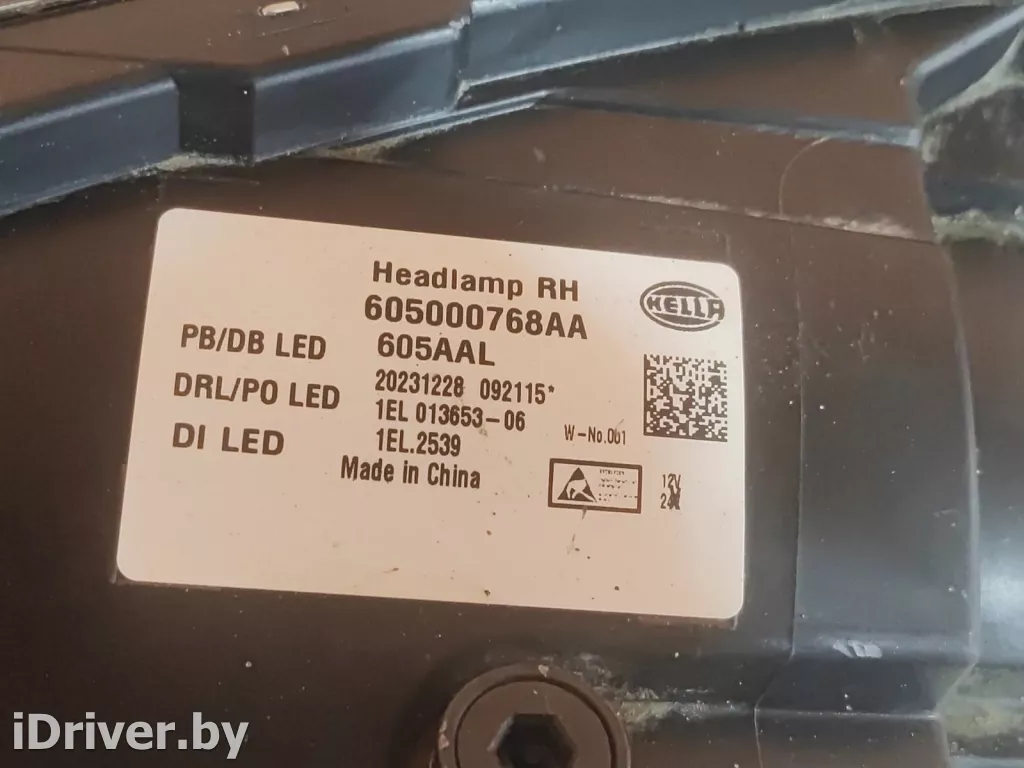 Headlamp RH
HELLA
605000768AA
PB/DB LED 605AAL
DRL/PO LED 20231228 092115*
1EL 013653-06
DI LED 1EL.2539 W-No.001
Made in China
12V
iDriver.by